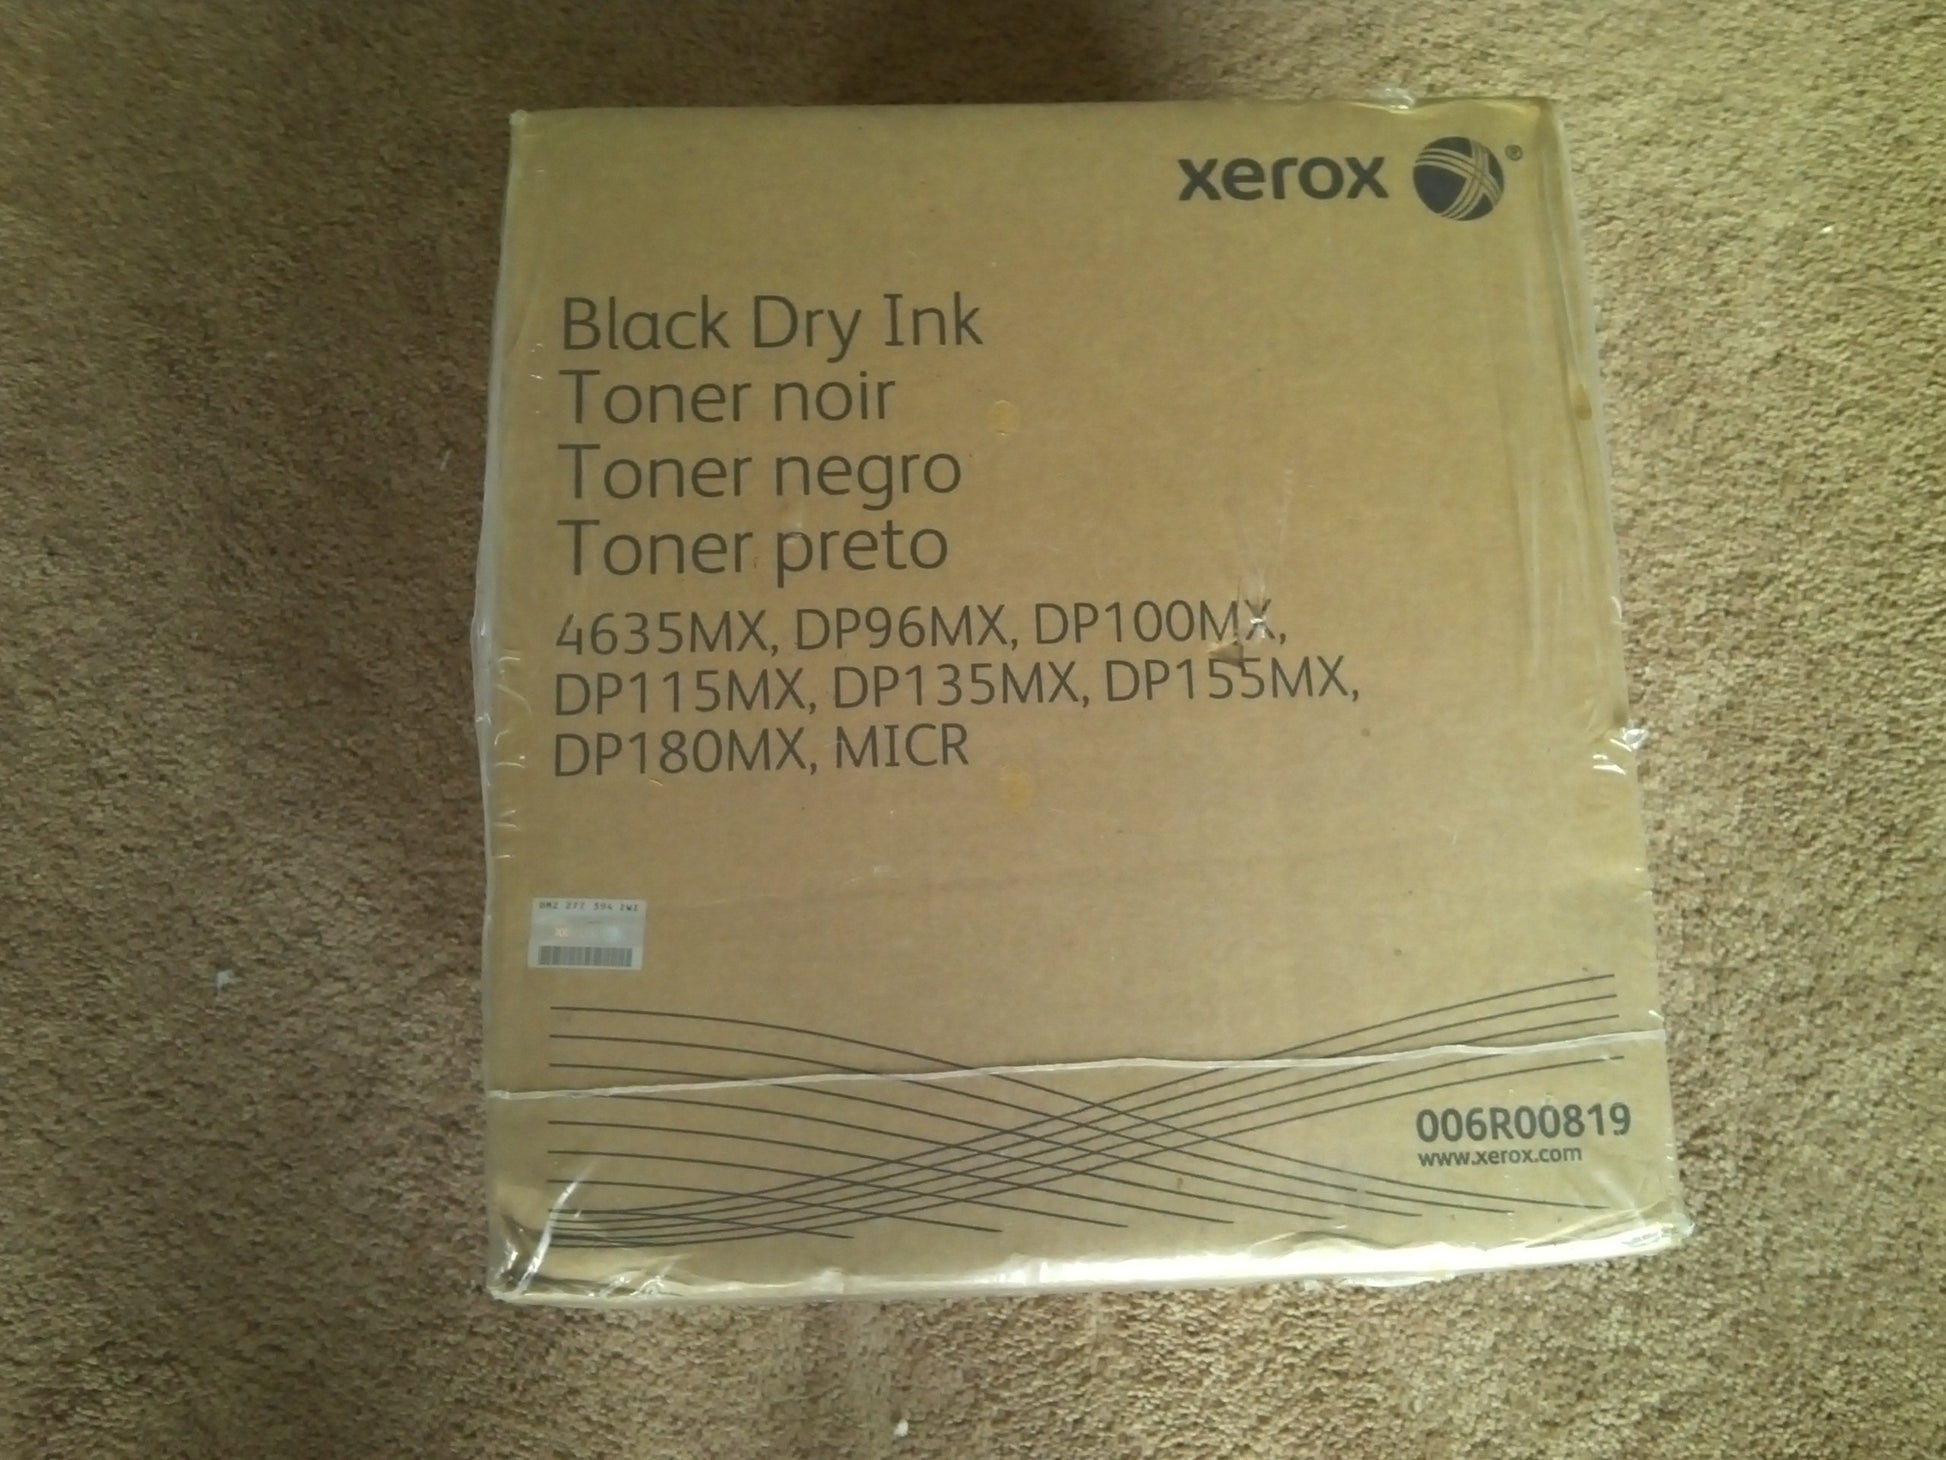 xerox ®
Black Dry Ink
Toner noir
Toner negro
Toner preto
4635MX, DP96MX, DP100MX,
DP115MX, DP135MX, DP155MX,
DP180MX, MICR
006R00819
www.xerox.com